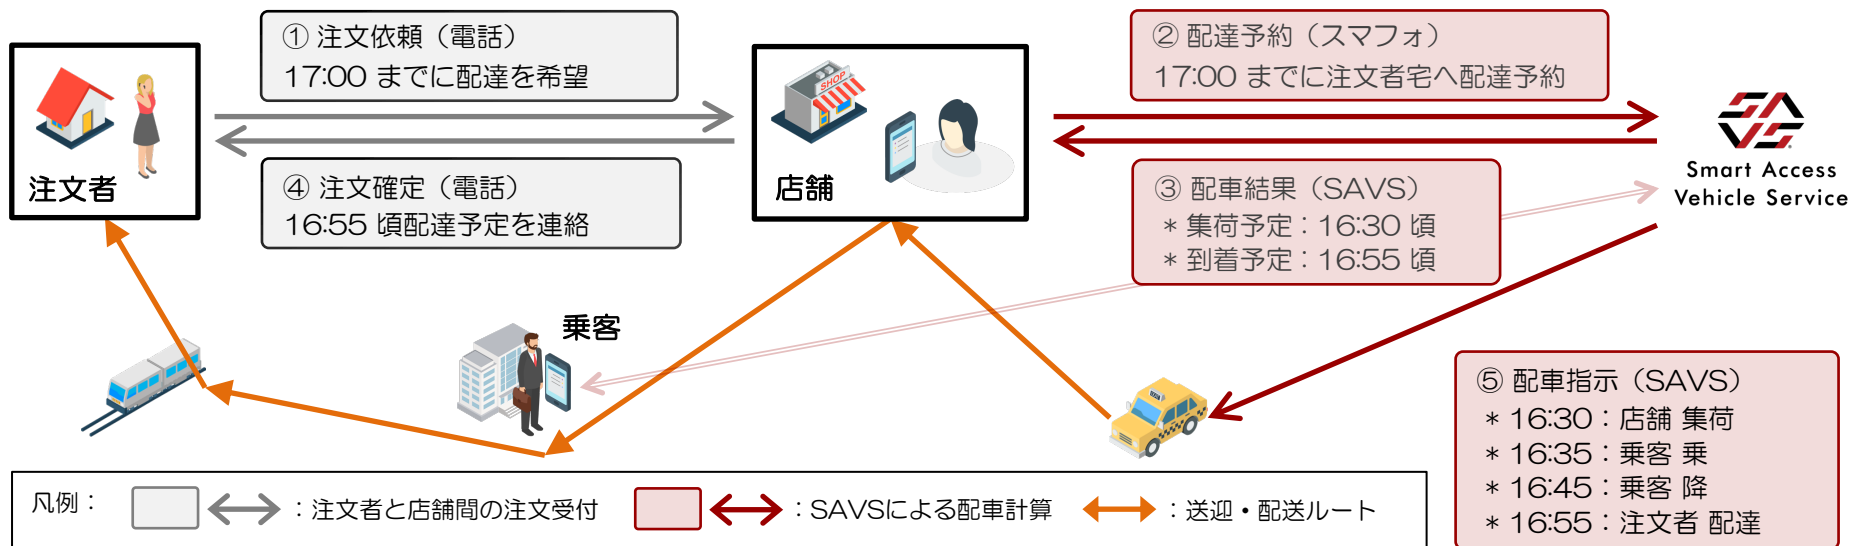 ① 注文依頼（電話）
17:00 までに配達を希望
② 配達予約（スマフォ）
17:00 までに注文者宅へ配達予約
SHOP
TAXI
注文者
④ 注文確定（電話）
16:55 頃配達予定を連絡
店舗
③ 配車結果（SAVS）
* 集荷予定：16:30 頃
* 到着予定：16:55 頃
SAVS
Smart Access
Vehicle Service
乗客
⑤ 配車指示（SAVS）
* 16:30：店舗 集荷
* 16:35：乗客 乗
* 16:45：乗客 降
* 16:55：注文者 配達
凡例：
：注文者と店舗間の注文受付
：SAVSによる配車計算
：送迎・配送ルート